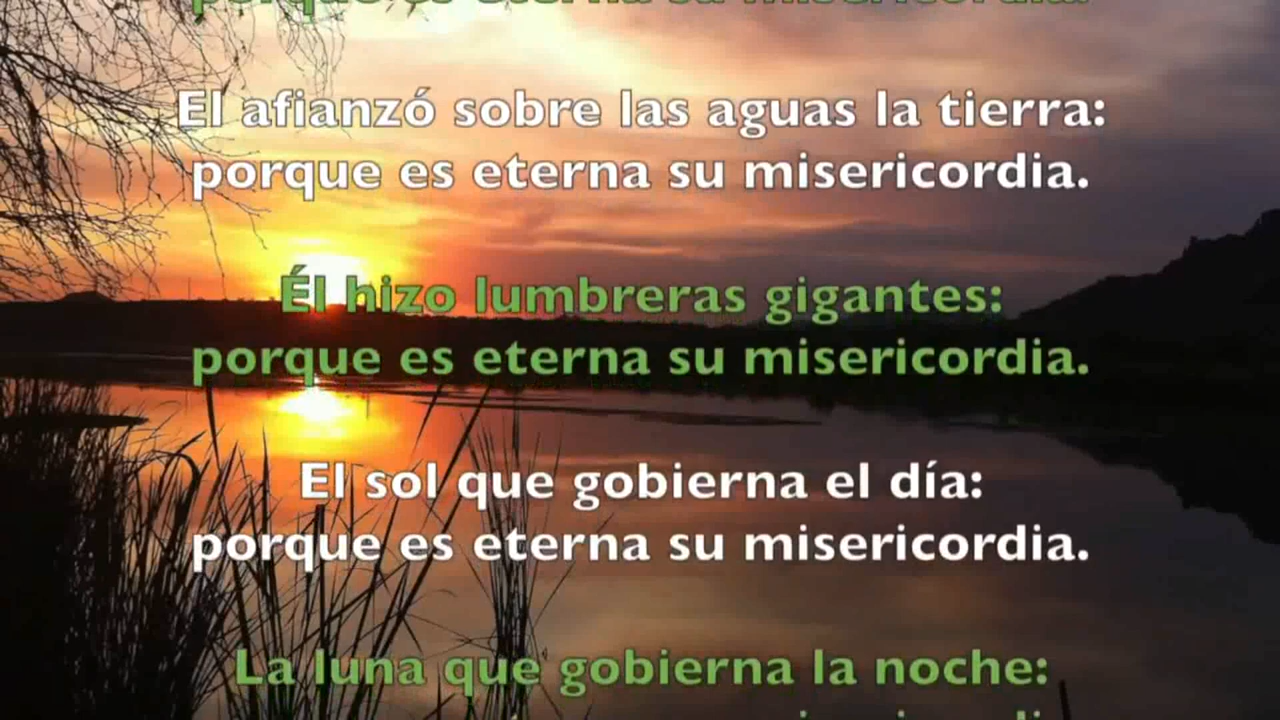 porque es eterna su misericordia.
El afianzó sobre las aguas la tierra:
porque es eterna su misericordia.
Él hizo lumbreras gigantes:
porque es eterna su misericordia.
El sol que gobierna el día:
porque es eterna su misericordia.
La luna que gobierna la noche: